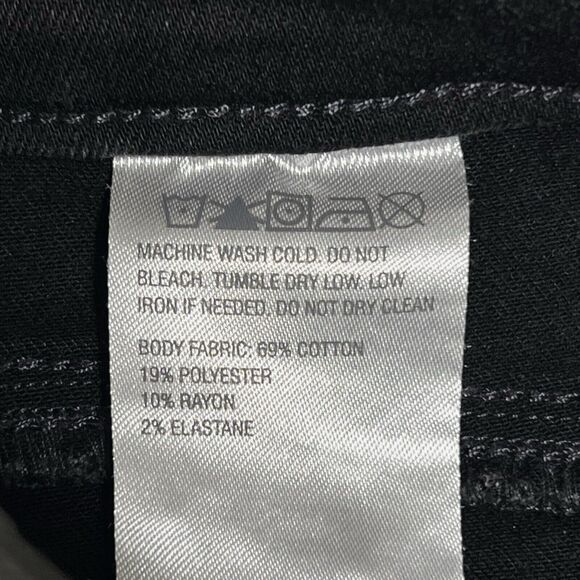 MACHINE WASH COLD. DO NOT
BLEACH. TUMBLE DRY LOW. LOW
IRON IF NEEDED. DO NOT DRY CLEAN
BODY FABRIC: 69% COTTON
19% POLYESTER
10% RAYON
2% ELASTANE